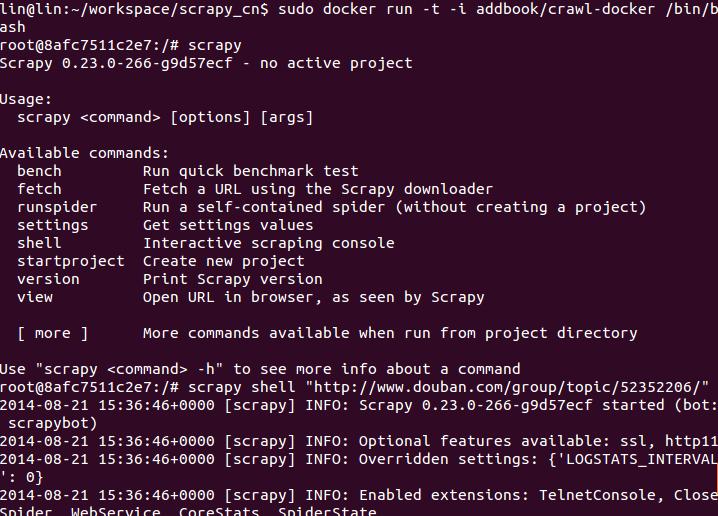 lin@lin:~/workspace/scrapy_cn$ sudo docker run -t -i addbook/crawl-docker /bin/b
ash
root@8afc7511c2e7:/# scrapy
Scrapy 0.23.0-266-g9d57ecf - no active project
Usage:
  scrapy <command> [options] [args]
Available commands:
  bench         Run quick benchmark test
  fetch         Fetch a URL using the Scrapy downloader
  runspider     Run a self-contained spider (without creating a project)
  settings      Get settings values
  shell         Interactive scraping console
  startproject  Create new project
  version       Print Scrapy version
  view          Open URL in browser, as seen by Scrapy
  [ more ]      More commands available when run from project directory
Use "scrapy <command> -h" to see more info about a command
root@8afc7511c2e7:/# scrapy shell "http://www.douban.com/group/topic/52352206/"
2014-08-21 15:36:46+0000 [scrapy] INFO: Scrapy 0.23.0-266-g9d57ecf started (bot:
 scrapybot)
2014-08-21 15:36:46+0000 [scrapy] INFO: Optional features available: ssl, http11
2014-08-21 15:36:46+0000 [scrapy] INFO: Overridden settings: {'LOGSTATS_INTERVAL
': 0}
2014-08-21 15:36:46+0000 [scrapy] INFO: Enabled extensions: TelnetConsole, Close
Spider, WebService, CoreStats, SpiderState